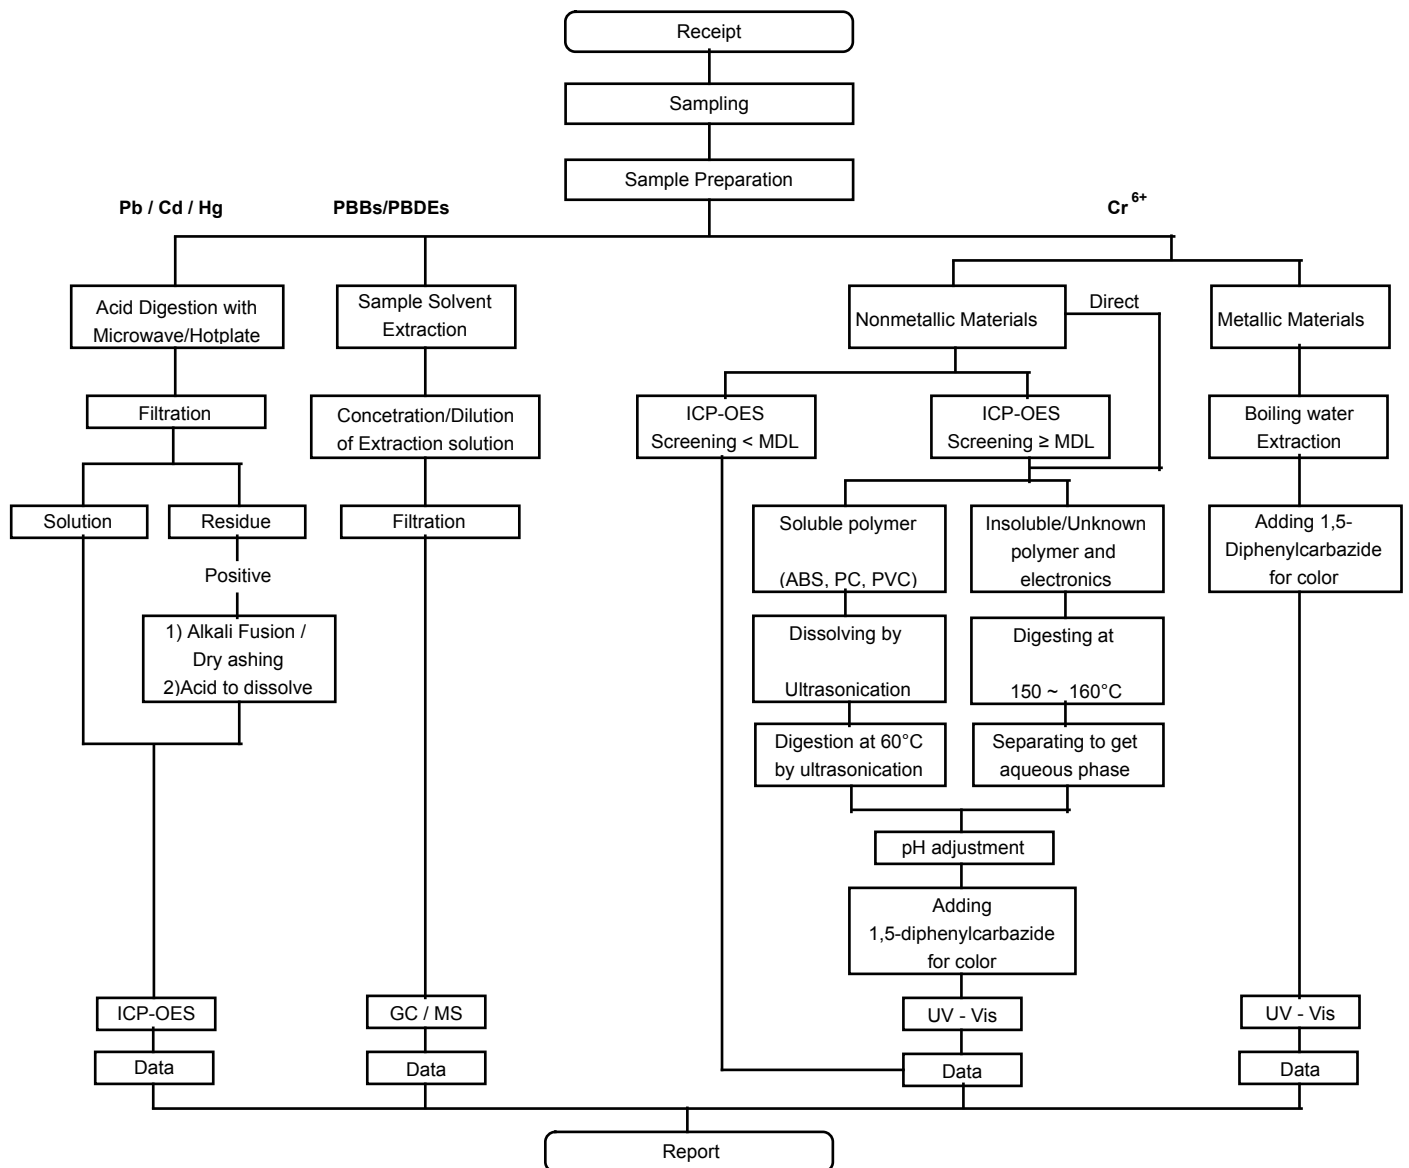 Receipt
Sampling
Sample Preparation
Pb / Cd / Hg
PBBs/PBDEs
Cr 6+
Acid Digestion with
Microwave/Hotplate
Sample Solvent
Extraction
Nonmetallic Materials
Direct
Metallic Materials
Filtration
Concetration/Dilution
of Extraction solution
ICP-OES
Screening < MDL
ICP-OES
Screening ≥ MDL
Boiling water
Extraction
Solution
Residue
Filtration
Soluble polymer
(ABS, PC, PVC)
Insoluble/Unknown
polymer and
electronics
Adding 1,5-
Diphenylcarbazide
for color
Positive
1) Alkali Fusion /
Dry ashing
2)Acid to dissolve
Dissolving by
Ultrasonication
Digesting at
150 ~ 160°C
Digestion at 60°C
by ultrasonication
Separating to get
aqueous phase
pH adjustment
Adding
1,5-diphenylcarbazide
for color
ICP-OES
GC / MS
UV - Vis
UV - Vis
Data
Data
Data
Data
Report